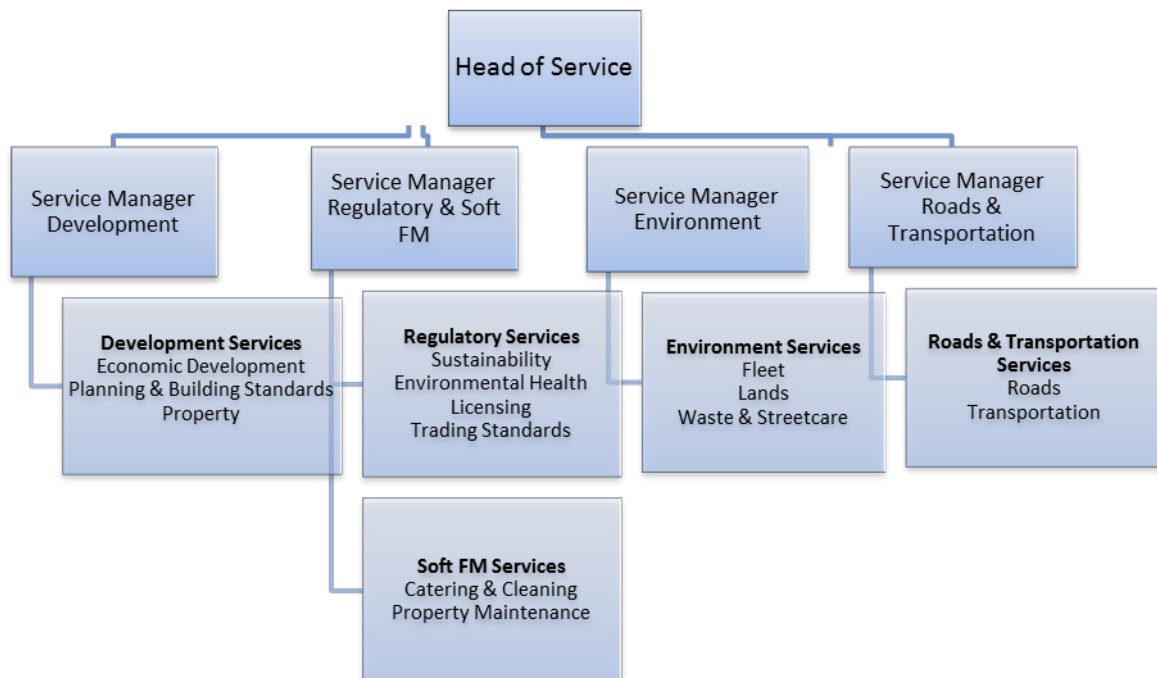 Head of Service
Service Manager
Development
Service Manager
Regulatory & Soft
FM
Service Manager
Environment
Service Manager
Roads &
Transportation
Development Services
Economic Development
Planning & Building Standards
Property
Regulatory Services
Sustainability
Environmental Health
Licensing
Trading Standards
Environment Services
Fleet
Lands
Waste & Streetcare
Roads & Transportation
Services
Roads
Transportation
Soft FM Services
Catering & Cleaning
Property Maintenance